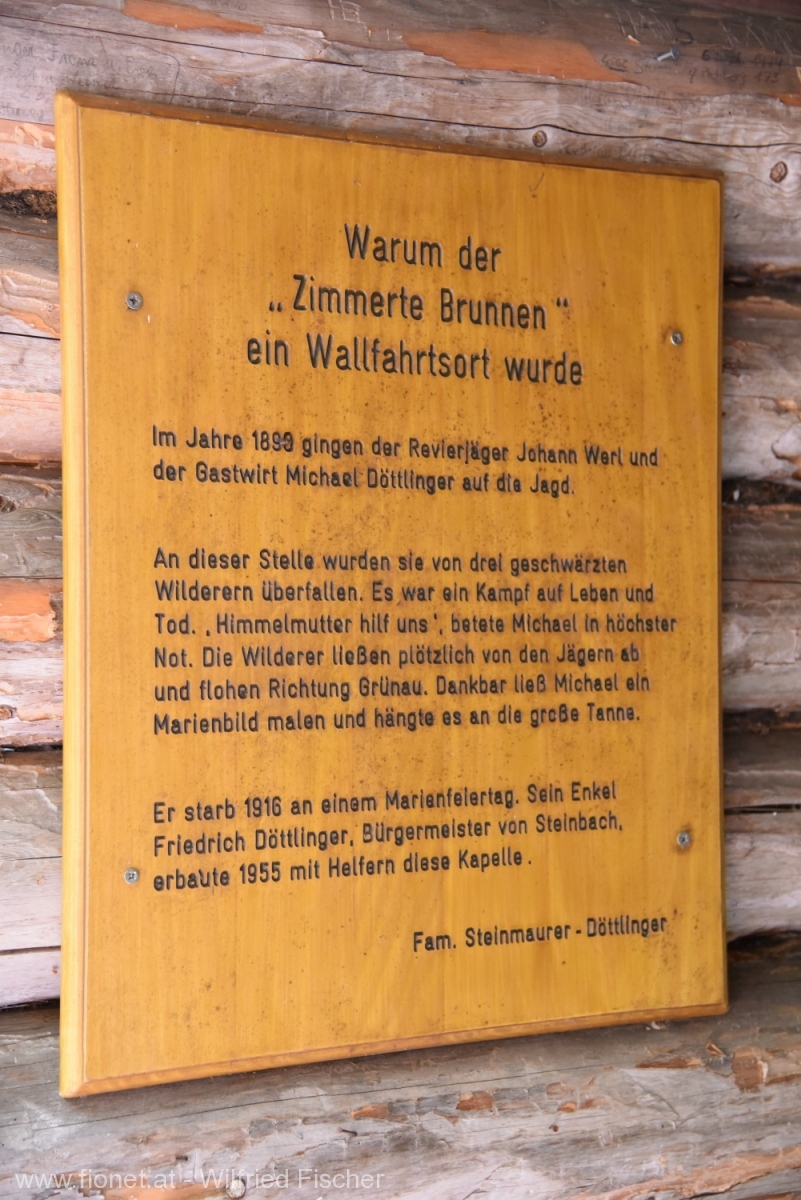 Warum der
„Zimmerte Brunnen"
ein Wallfahrtsort wurde
Im Jahre 1893 gingen der Revierjäger Johann Werl und
der Gastwirt Michael Döttlinger auf die Jagd.
An dieser Stelle wurden sie von drei geschwärzten
Wilderern überfallen. Es war ein Kampf auf Leben und
Tod. ‚Himmelmutter hilf uns', betete Michael in höchster
Not. Die Wilderer ließen plötzlich von den Jägern ab
und flohen Richtung Grünau. Dankbar ließ Michael ein
Marienbild malen und hängte es an die große Tanne.
Er starb 1916 an einem Marienfeiertag. Sein Enkel
Friedrich Döttlinger, Bürgermeister von Steinbach,
erbaute 1955 mit Helfern diese Kapelle.
Fam. Steinmaurer - Döttlinger
www.fionet.at - Wilfried Fischer